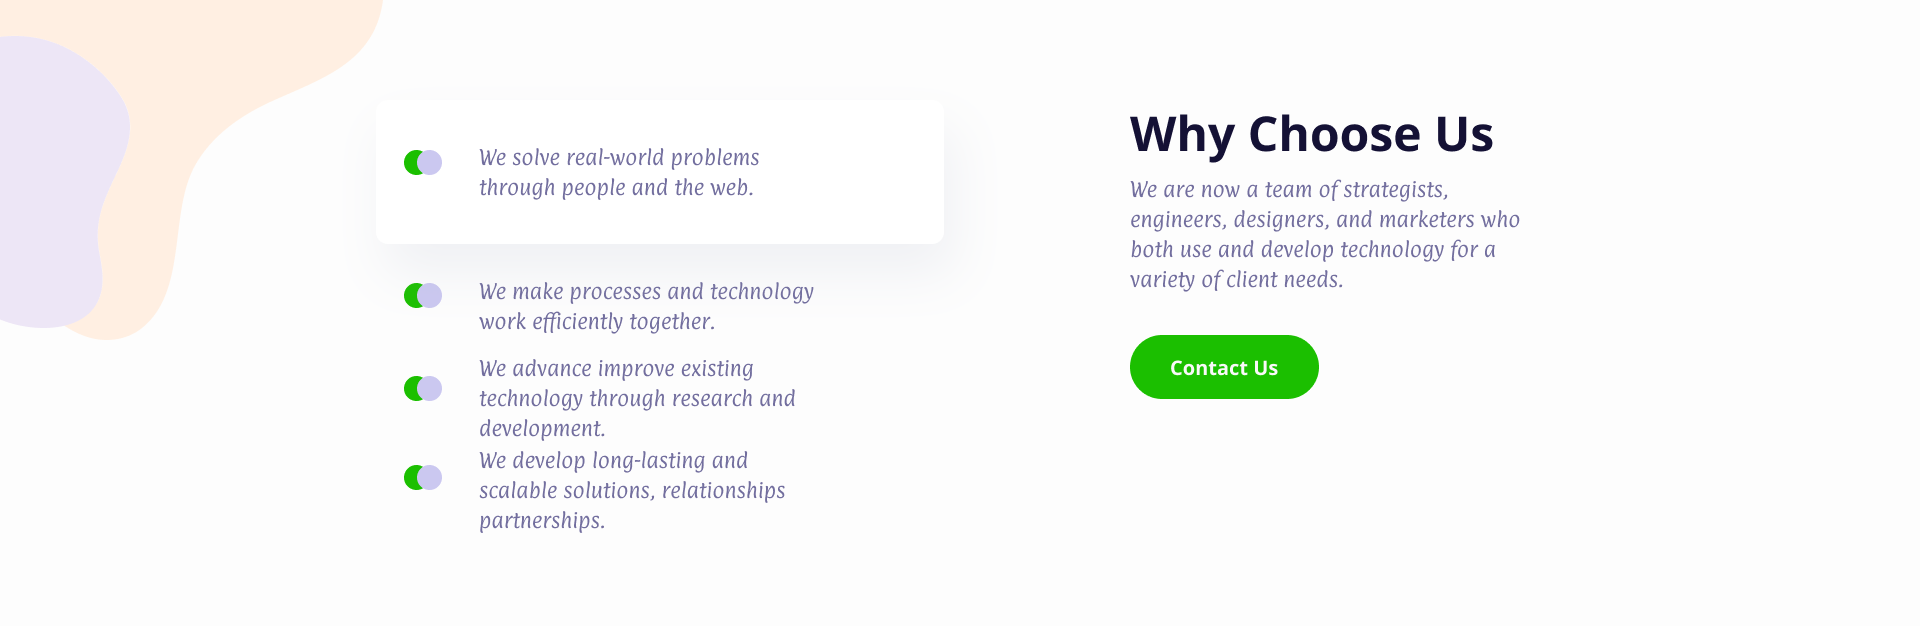 We solve real-world problems
through people and the web.
We make processes and technology
work efficiently together.
We advance improve existing
technology through research and
development.
We develop long-lasting and
scalable solutions, relationships
partnerships.
Why Choose Us
We are now a team of strategists,
engineers, designers, and marketers who
both use and develop technology for a
variety of client needs.
Contact Us